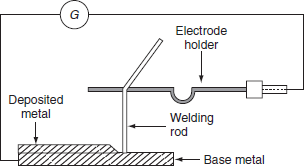 G
Electrode
holder
Deposited
metal
Welding
rod
Base metal